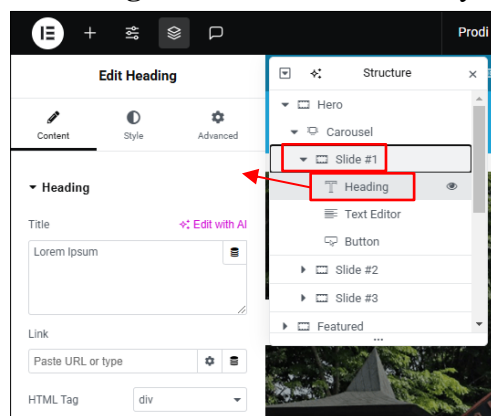 Prodi
Edit Heading
Content
Style
Advanced
Heading
Title
Edit with AI
Lorem Ipsum
Link
Paste URL or type
HTML Tag
div
Structure
Hero
Carousel
Slide #1
Heading
Text Editor
Button
Slide #2
Slide #3
Featured